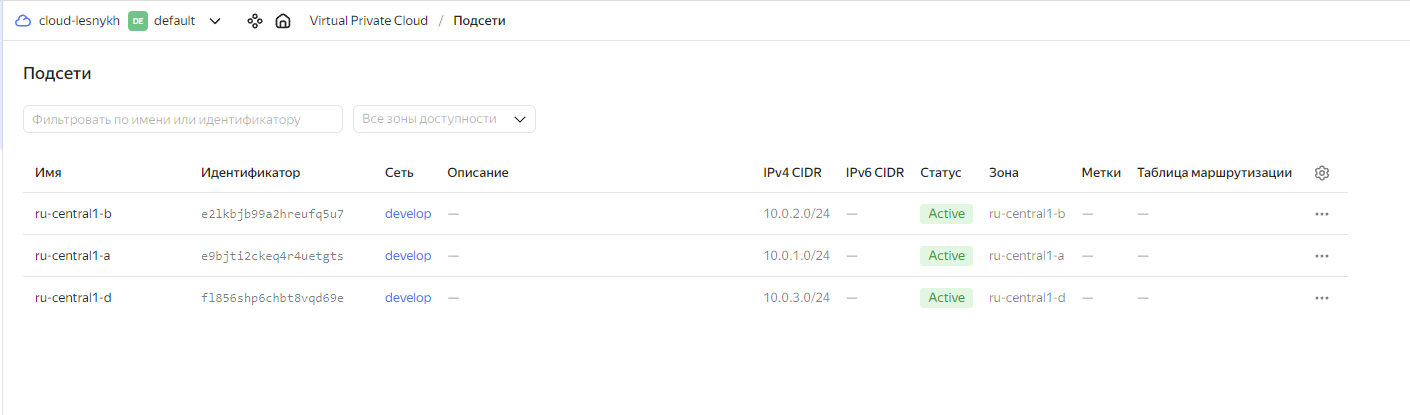 cloud-lesnykh DE default Virtual Private Cloud / Подсети
Подсети
Фильтровать по имени или идентификатору Все зоны доступности
Имя Идентификатор Сеть Описание IPv4 CIDR IPv6 CIDR Статус Зона Метки Таблица маршрутизации
ru-central1-b e2lkbjb99a2hreufq5u7 develop — 10.0.2.0/24 — Active ru-central1-b — —
ru-central1-a e9bjti2ckeq4r4uetgts develop — 10.0.1.0/24 — Active ru-central1-a — —
ru-central1-d fl856shp6chbt8vqd69e develop — 10.0.3.0/24 — Active ru-central1-d — —